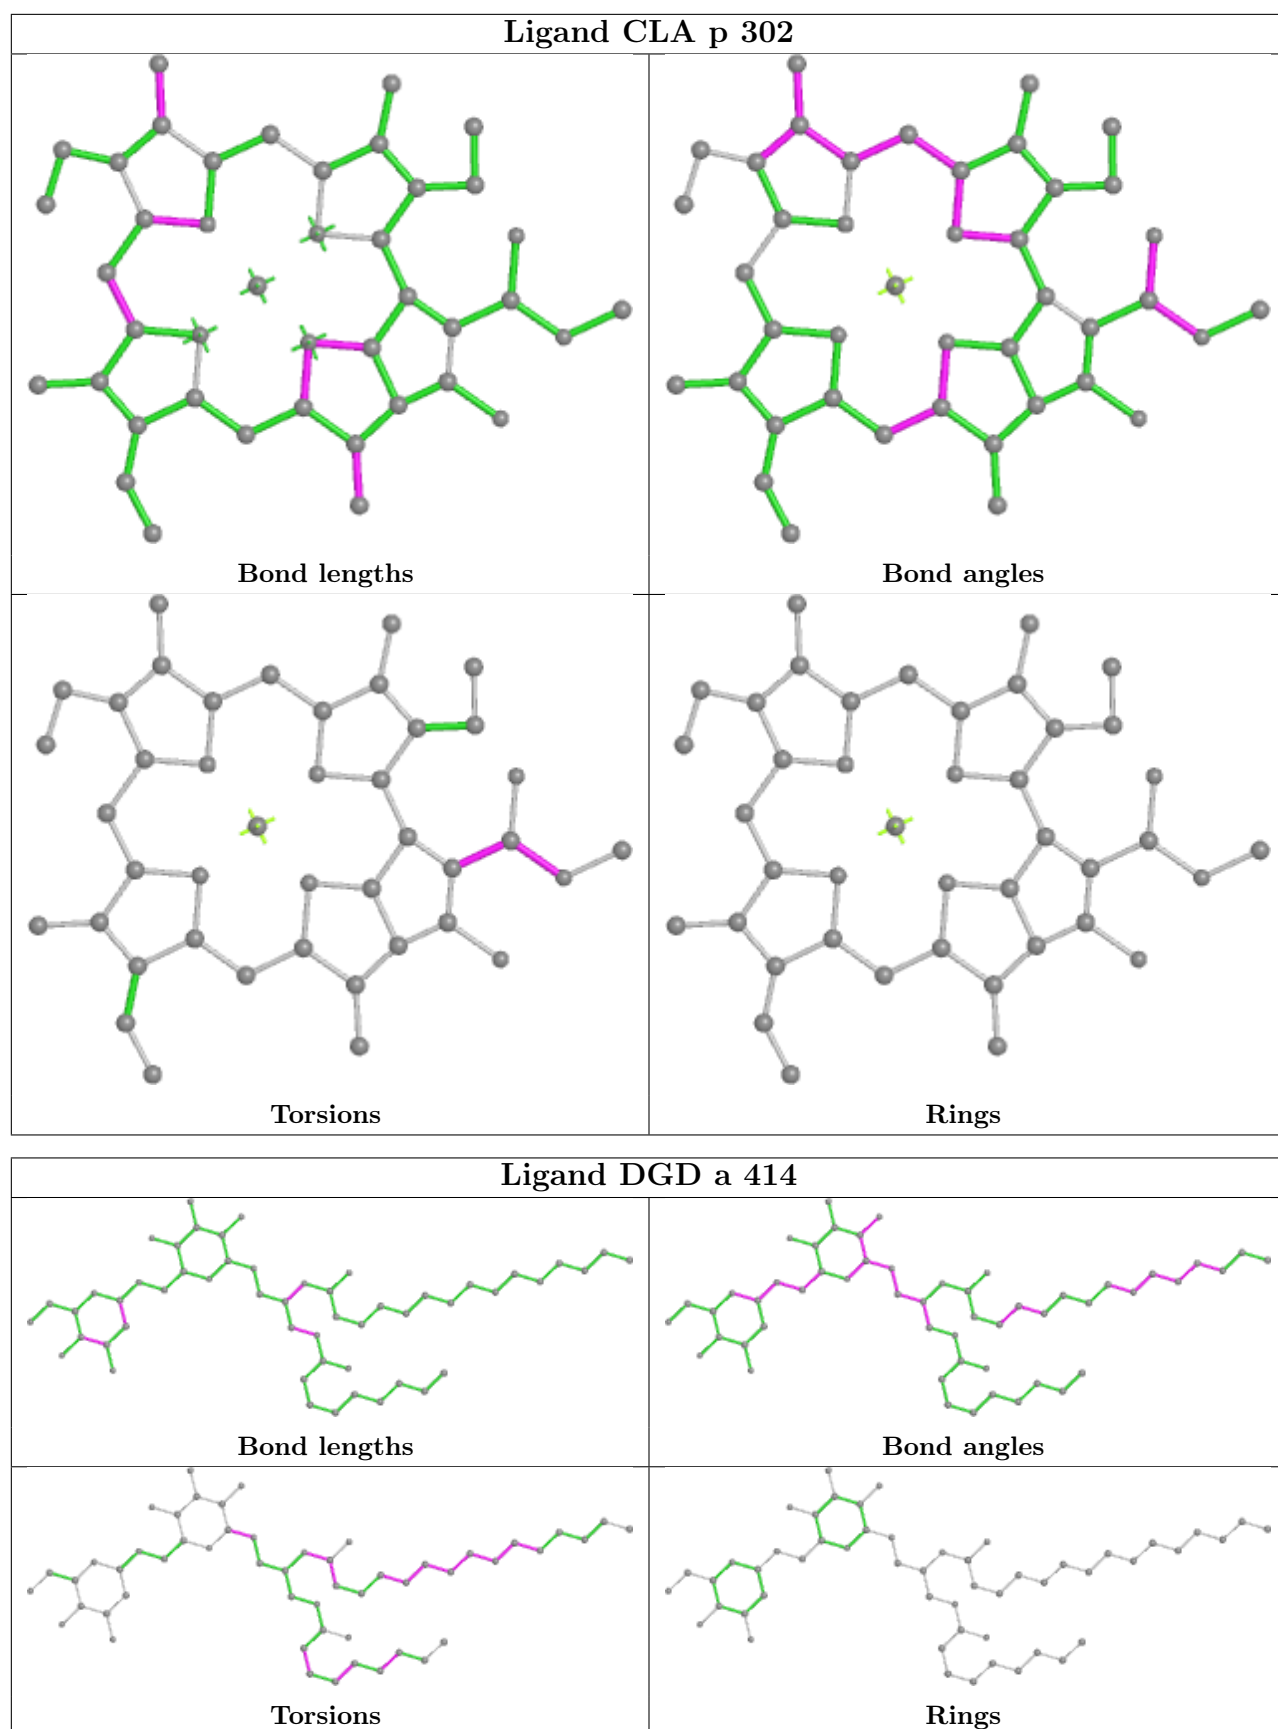 Ligand CLA p 302
Bond lengths
Bond angles
Torsions
Rings
Ligand DGD a 414
Bond lengths
Bond angles
Torsions
Rings